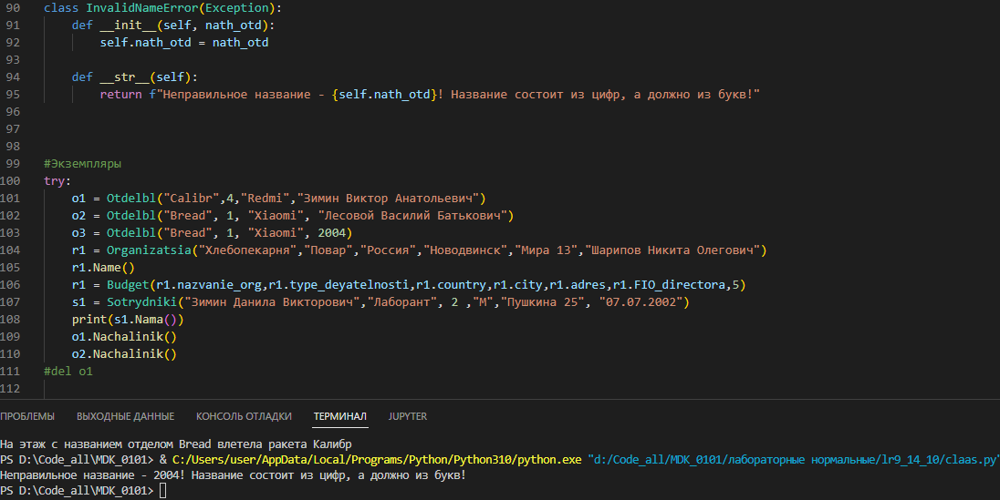 90 class InvalidNameError(Exception):
91     def __init__(self, nath_otd):
92         self.nath_otd = nath_otd
93
94     def __str__(self):
95         return f"Неправильное название - {self.nath_otd}! Название состоит из цифр, а должно из букв!"
96
97
98
99 #Экземпляры
100 try:
101     o1 = Otdelbl("Calibr",4,"Redmi","Зимин Виктор Анатольевич")
102     o2 = Otdelbl("Bread", 1, "Xiaomi", "Лесовой Василий Батькович")
103     o3 = Otdelbl("Bread", 1, "Xiaomi", 2004)
104     r1 = Organizatsia("Хлебопекарня","Повар","Россия","Новодвинск","Мира 13","Шарипов Никита Олегович")
105     r1.Name()
106     r1 = Budget(r1.nazvanie_org,r1.type_deyatelnosti,r1.country,r1.city,r1.adres,r1.FIO_directora,5)
107     s1 = Sotrydniki("Зимин Данила Викторович","Лаборант", 2 ,"М","Пушкина 25", "07.07.2002")
108     print(s1.Nama())
109     o1.Nachalinik()
110     o2.Nachalinik()
111 #del o1
112
ПРОБЛЕМЫ ВЫХОДНЫЕ ДАННЫЕ КОНСОЛЬ ОТЛАДКИ ТЕРМИНАЛ JUPYTER
На этаж с названием отделом Bread влетела ракета Калибр
PS D:\Code_all\MDK_0101> & C:/Users/user/AppData/Local/Programs/Python/Python310/python.exe "d:/Code_all/MDK_0101/лабораторные нормальные/lr9_14_10/claas.py"
Неправильное название - 2004! Название состоит из цифр, а должно из букв!
PS D:\Code_all\MDK_0101>